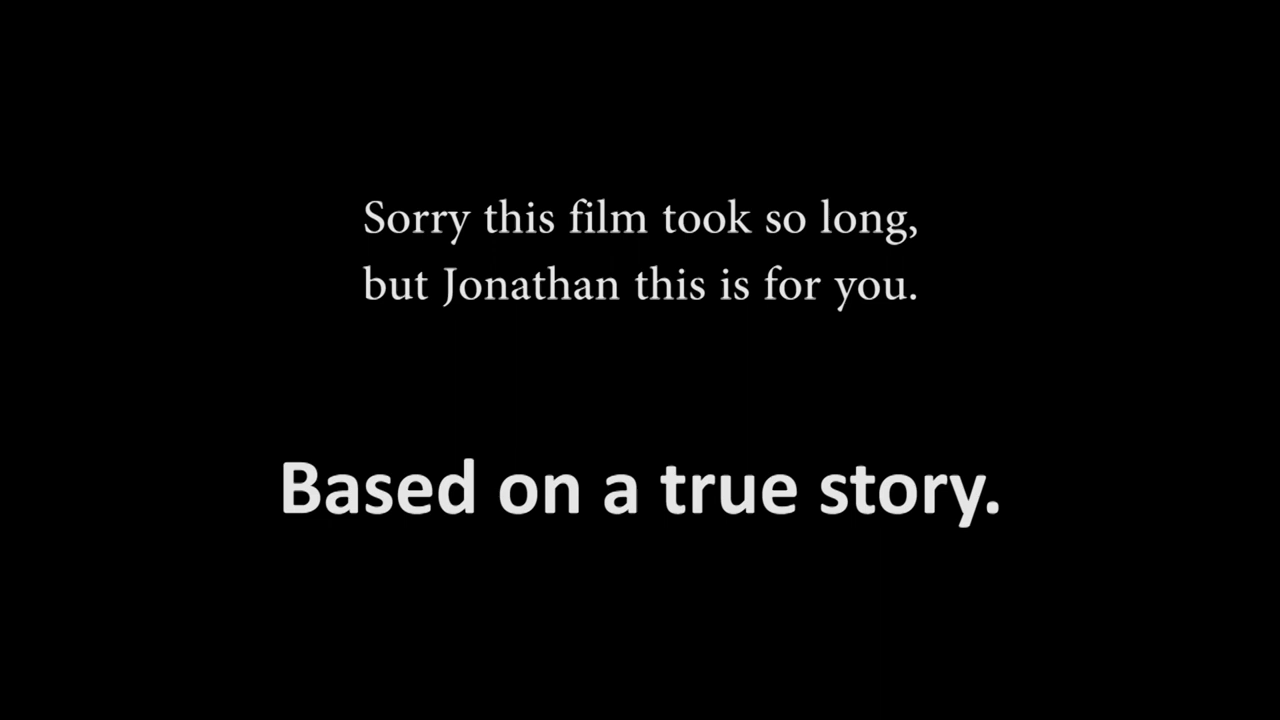 Sorry this film took so long,
but Jonathan this is for you.
Based on a true story.